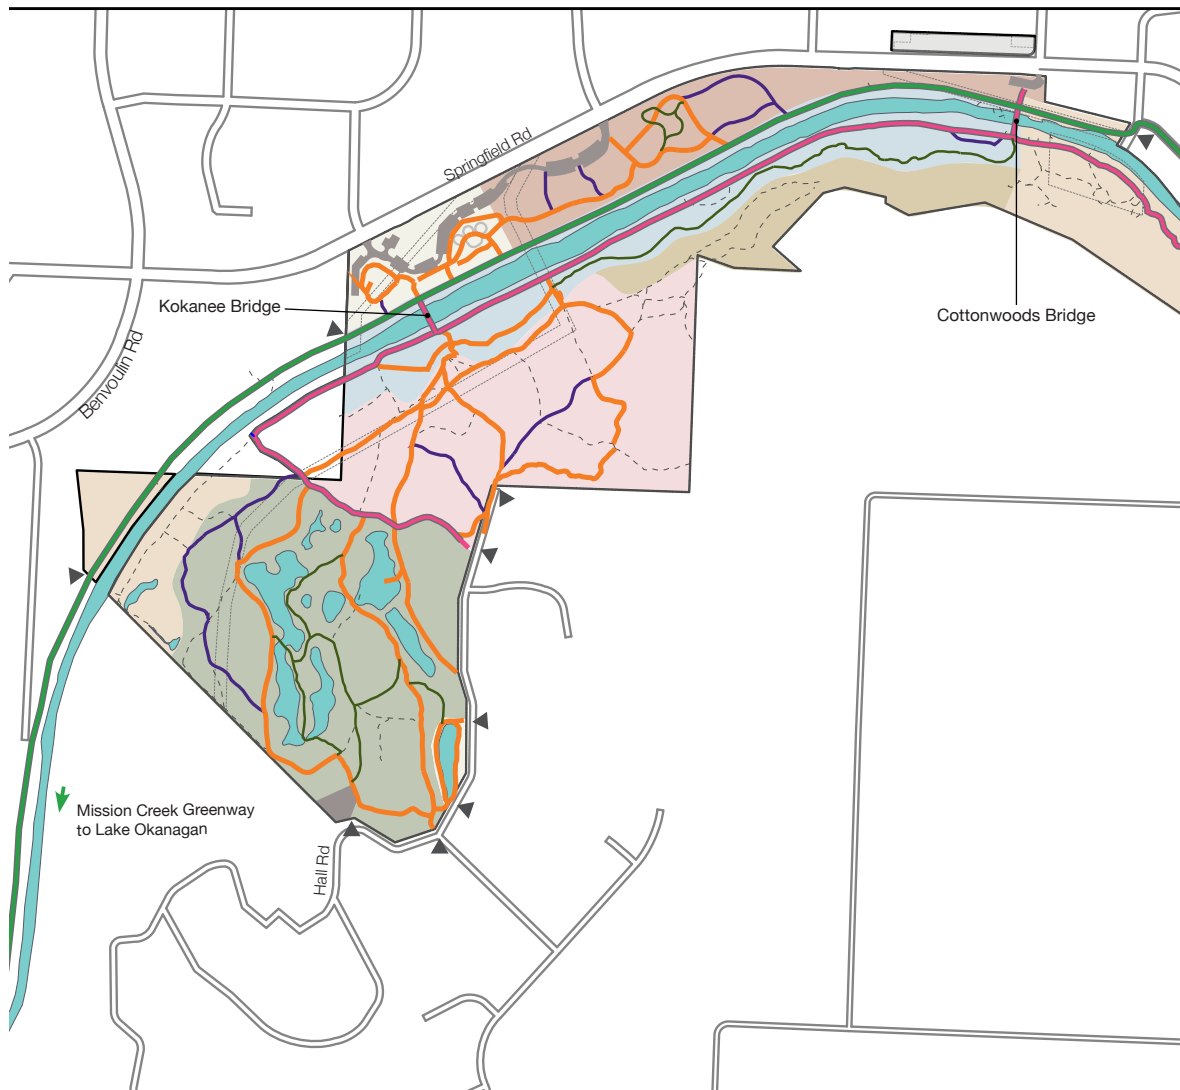 Springfield Rd
Kokanee Bridge
Cottonwoods Bridge
Benvoulin Rd
Mission Creek Greenway
to Lake Okanagan
Hall Rd